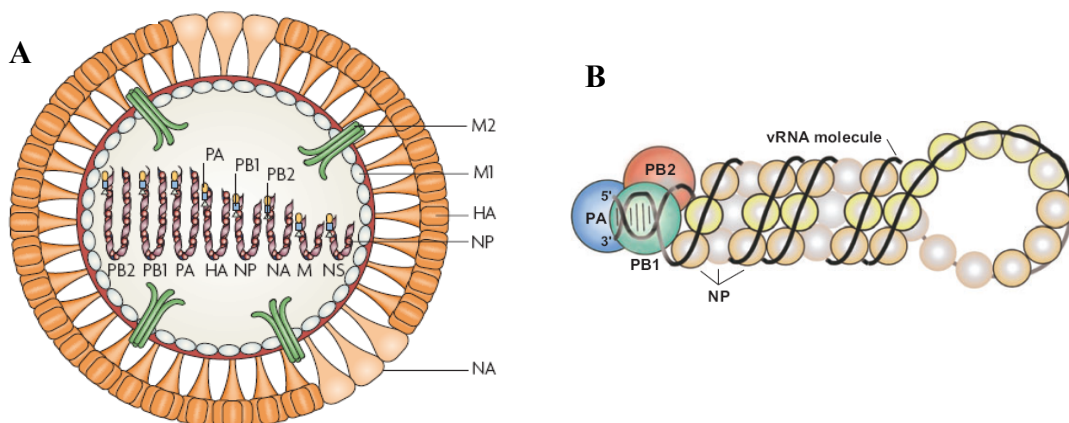 A
M2
M1
HA
NP
NA
PA
PB1
PB2
PB2 PB1 PA HA NP NA M NS
B
vRNA molecule
PB2
5'
PA
3'
PB1
NP